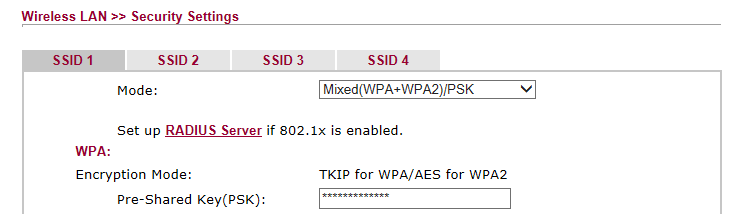 Wireless LAN >> Security Settings
SSID 1 SSID 2 SSID 3 SSID 4
Mode: Mixed(WPA+WPA2)/PSK
Set up RADIUS Server if 802.1x is enabled.
WPA:
Encryption Mode: TKIP for WPA/AES for WPA2
Pre-Shared Key(PSK): *************